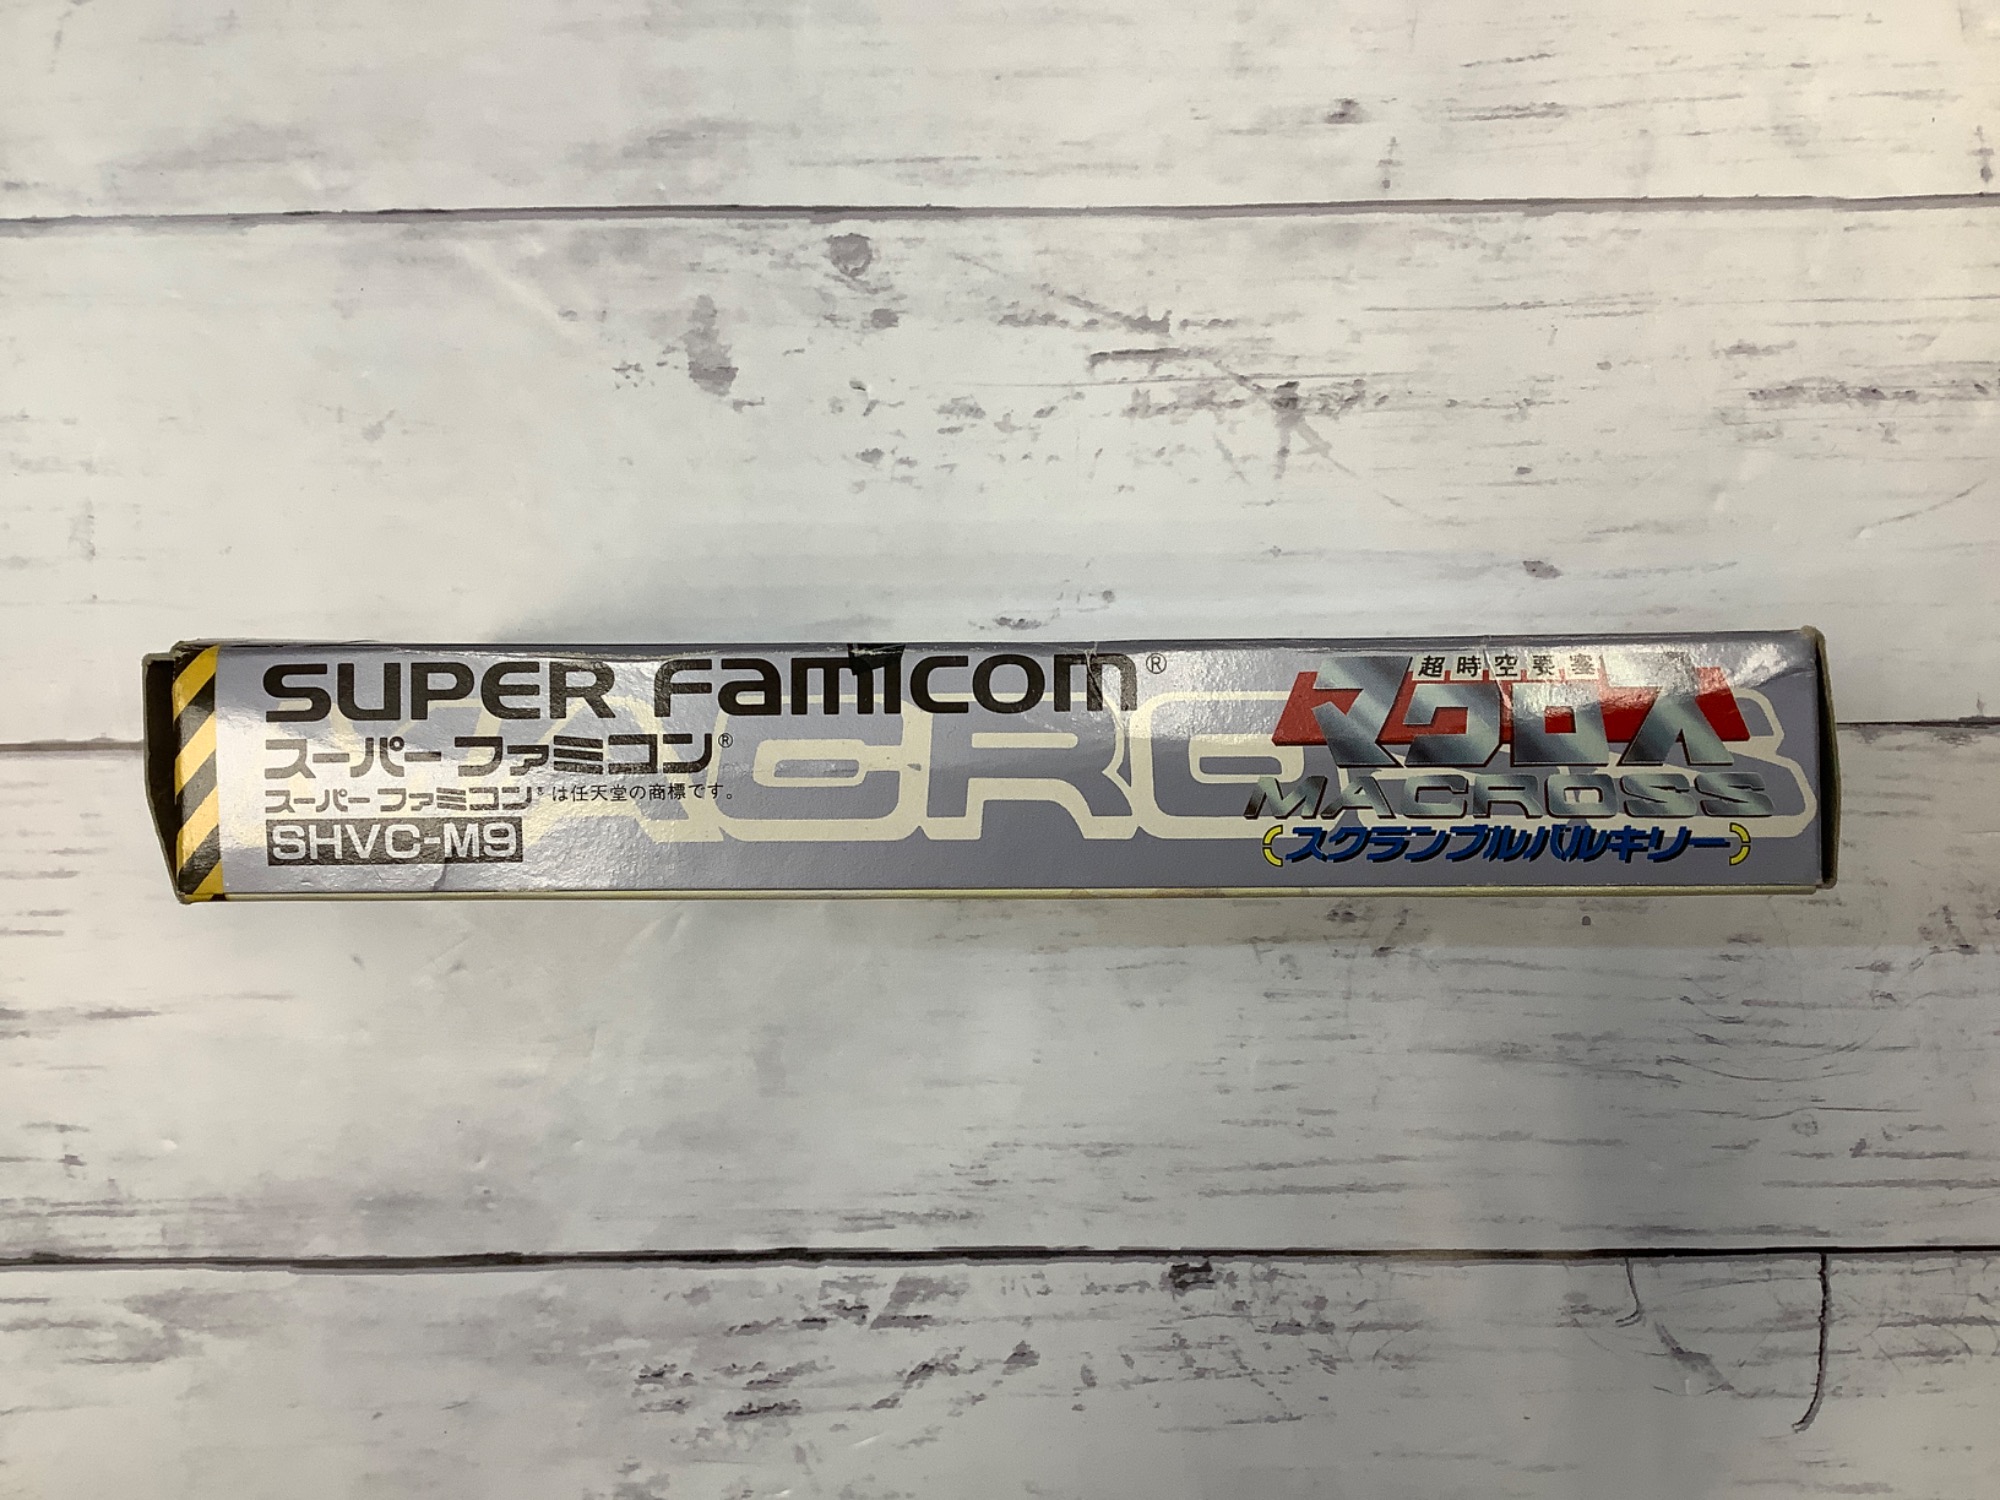 SUPER Famicom®
スーパーファミコン®
スーパーファミコン®は任天堂の商標です。
SHVC-M9
MACROSS
超時空要塞
マクロス
MACROSS
スクランブルバルキリー